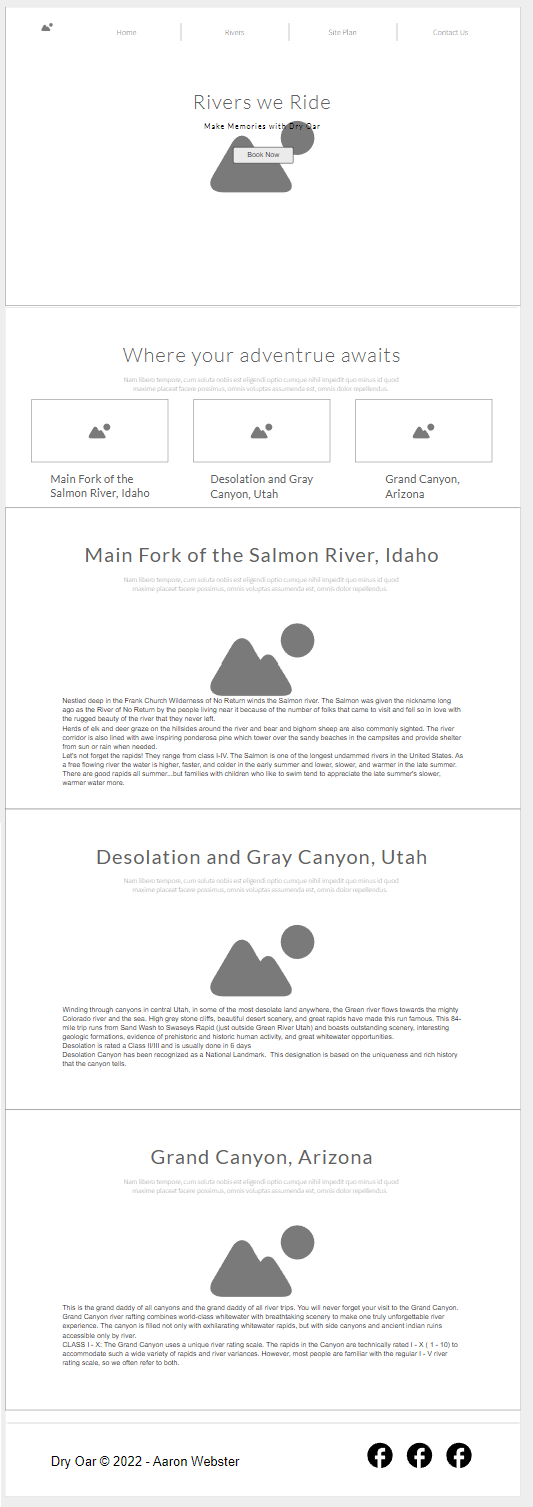 Home
Rivers
Site Plan
Contact Us
Rivers we Ride
Make Memories with Dry Oar
Book Now
Where your adventrue awaits
Nam libero tempore, cum soluta nobis est eligendi optio cumque nihil impedit quo minus id quod
maxime placeat facere possimus, omnis voluptas assumenda est, omnis dolor repellendus.
Main Fork of the
Salmon River, Idaho
Desolation and Gray
Canyon, Utah
Grand Canyon,
Arizona
Main Fork of the Salmon River, Idaho
Nam libero tempore, cum soluta nobis est eligendi optio cumque nihil impedit quo minus id quod
maxime placeat facere possimus, omnis voluptas assumenda est, omnis dolor repellendus.
Nestled deep in the Frank Church Wilderness of No Return winds the Salmon river. The Salmon was given the nickname long
ago as the River of No Return by the people living near it because of the number of folks that came to visit and fell so in love with
the rugged beauty of the river that they never left.
Herds of elk and deer graze on the hillsides around the river and bear and bighorn sheep are also commonly sighted. The river
corridor is also lined with awe inspiring ponderosa pine which tower over the sandy beaches in the campsites and provide shelter
from sun or rain when needed.
Let's not forget the rapids! They range from class I-IV. The Salmon is one of the longest undammed rivers in the United States. As
a free flowing river the water is higher, faster, and colder in the early summer and lower, slower, and warmer in the late summer.
There are good rapids all summer...but families with children who like to swim tend to appreciate the late summer's slower,
warmer water more.
Desolation and Gray Canyon, Utah
Nam libero tempore, cum soluta nobis est eligendi optio cumque nihil impedit quo minus id quod
maxime placeat facere possimus, omnis voluptas assumenda est, omnis dolor repellendus.
Winding through canyons in central Utah, in some of the most desolate land anywhere, the Green river flows towards the mighty
Colorado river and the sea. High grey stone cliffs, beautiful desert scenery, and great rapids have made this run famous. This 84-
mile trip runs from Sand Wash to Swaseys Rapid (just outside Green River Utah) and boasts outstanding scenery, interesting
geologic formations, evidence of prehistoric and historic human activity, and great whitewater opportunities.
Desolation is rated a Class II/III and is usually done in 6 days
Desolation Canyon has been recognized as a National Landmark.  This designation is based on the uniqueness and rich history
that the canyon tells.
Grand Canyon, Arizona
Nam libero tempore, cum soluta nobis est eligendi optio cumque nihil impedit quo minus id quod
maxime placeat facere possimus, omnis voluptas assumenda est, omnis dolor repellendus.
This is the grand daddy of all canyons and the grand daddy of all river trips. You will never forget your visit to the Grand Canyon.
Grand Canyon river rafting combines world-class whitewater with breathtaking scenery to make one truly unforgettable river
experience. The canyon is filled not only with exhilarating whitewater rapids, but with side canyons and ancient indian ruins
accessible only by river.
CLASS I - X; The Grand Canyon uses a unique river rating scale. The rapids in the Canyon are technically rated I - X ( 1 - 10) to
accommodate such a wide variety of rapids and river variances. However, most people are familiar with the regular I - V river
rating scale, so we often refer to both.
Dry Oar © 2022 - Aaron Webster